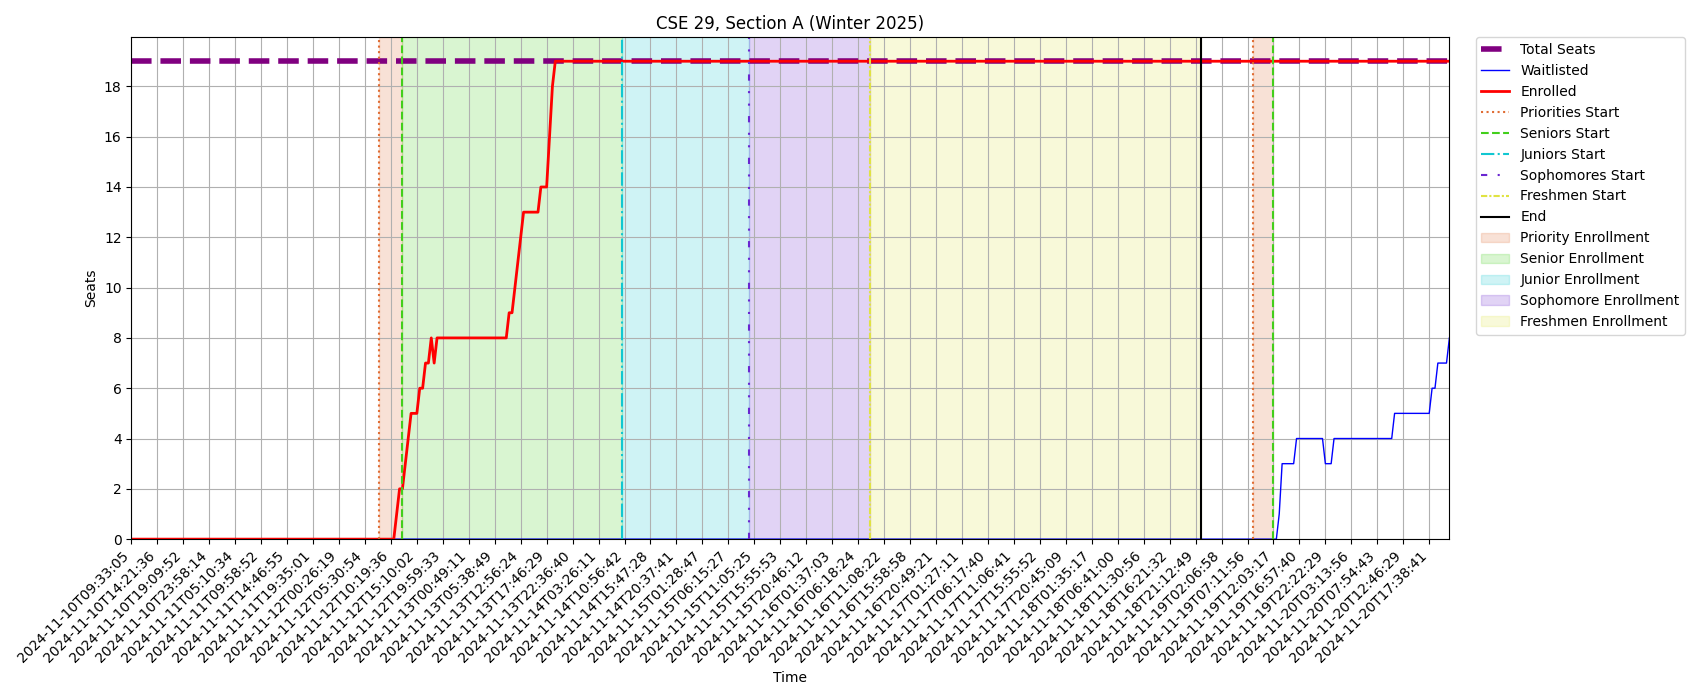 CSE 29, Section A (Winter 2025)
Seats
18
16
14
12
10
8
6
4
2
0
2024-11-10T09:33:05
2024-11-10T14:21:36
2024-11-10T19:09:52
2024-11-10T23:58:14
2024-11-11T05:10:34
2024-11-11T09:58:52
2024-11-11T14:46:55
2024-11-11T19:35:01
2024-11-12T00:26:19
2024-11-12T05:30:54
2024-11-12T10:19:36
2024-11-12T15:10:02
2024-11-12T19:59:33
2024-11-13T00:49:11
2024-11-13T05:38:49
2024-11-13T12:56:24
2024-11-13T17:46:29
2024-11-13T22:36:40
2024-11-14T03:26:11
2024-11-14T10:56:42
2024-11-14T15:47:28
2024-11-14T20:37:41
2024-11-15T01:28:47
2024-11-15T06:15:27
2024-11-15T11:05:25
2024-11-15T15:55:53
2024-11-15T20:46:12
2024-11-16T01:37:03
2024-11-16T06:18:24
2024-11-16T11:08:22
2024-11-16T15:58:58
2024-11-16T20:49:21
2024-11-17T01:27:11
2024-11-17T06:17:40
2024-11-17T11:06:41
2024-11-17T15:55:52
2024-11-17T20:45:09
2024-11-18T01:35:17
2024-11-18T06:41:00
2024-11-18T11:30:56
2024-11-18T16:21:32
2024-11-18T21:12:49
2024-11-19T02:06:58
2024-11-19T07:11:56
2024-11-19T12:03:17
2024-11-19T16:57:40
2024-11-19T22:22:29
2024-11-20T03:13:56
2024-11-20T07:54:43
2024-11-20T12:46:29
2024-11-20T17:38:41
Time
Total Seats
Waitlisted
Enrolled
Priorities Start
Seniors Start
Juniors Start
Sophomores Start
Freshmen Start
End
Priority Enrollment
Senior Enrollment
Junior Enrollment
Sophomore Enrollment
Freshmen Enrollment